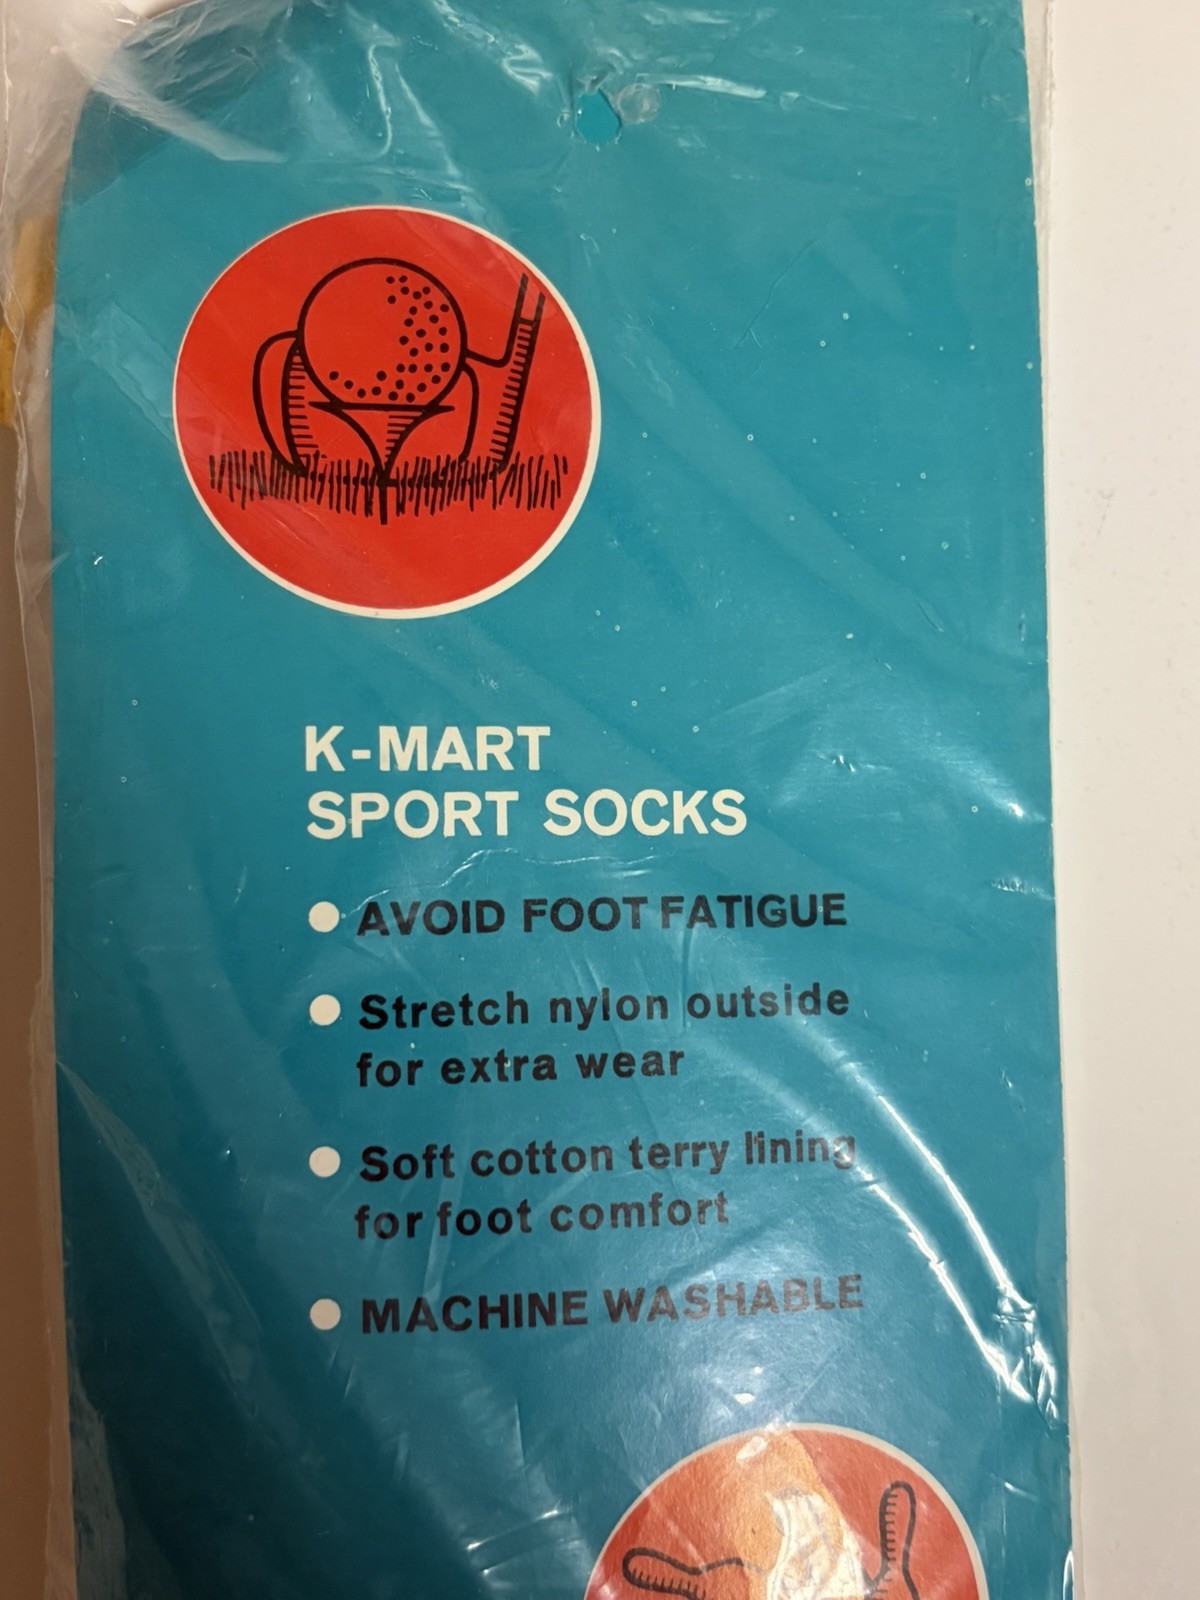 K-MART
SPORT SOCKS
AVOID FOOT FATIGUE
Stretch nylon outside
for extra wear
Soft cotton terry lining
for foot comfort
MACHINE WASHABLE